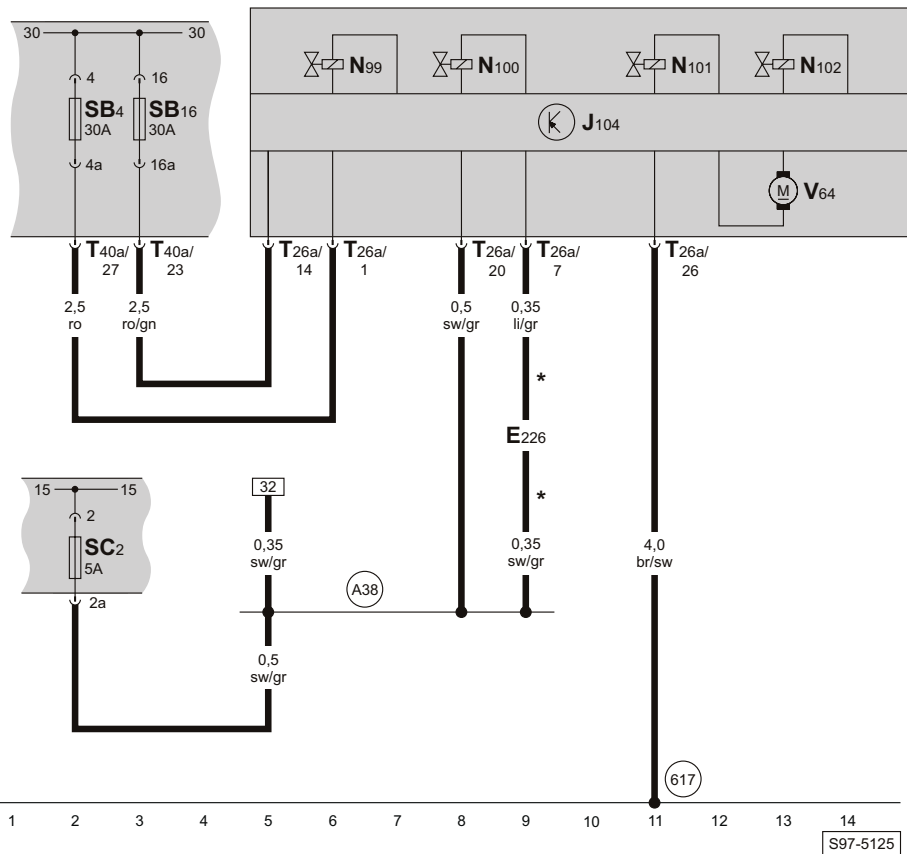 30 30
4 16
SB4 SB16
30A 30A
4a 16a
N99 N100 N101 N102
J104
M V64
T40a/ T40a/ T26a/ T26a/ T26a/ T26a/ T26a/
27 23 14 1 20 7 26
2,5 2,5 0,5 0,35
ro ro/gn sw/gr li/gr
*
E226
*
15 15
2
SC2
5A
2a
32
0,35 0,35 4,0
sw/gr sw/gr br/sw
A38
0,5
sw/gr
617
1 2 3 4 5 6 7 8 9 10 11 12 13 14
S97-5125